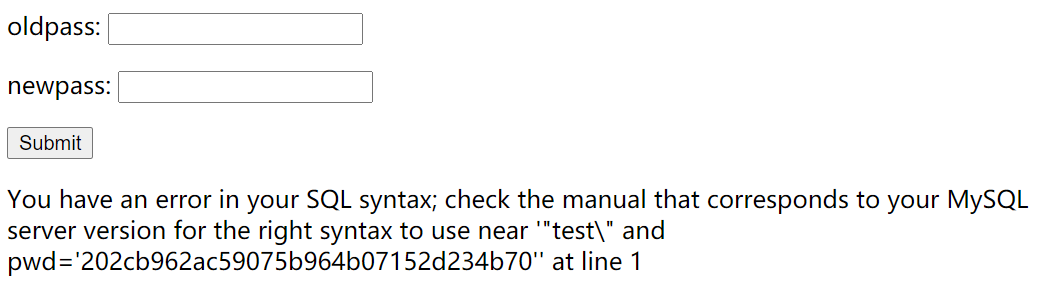 oldpass:
newpass:
Submit
You have an error in your SQL syntax; check the manual that corresponds to your MySQL
server version for the right syntax to use near '"test\" and
pwd='202cb962ac59075b964b07152d234b70'' at line 1